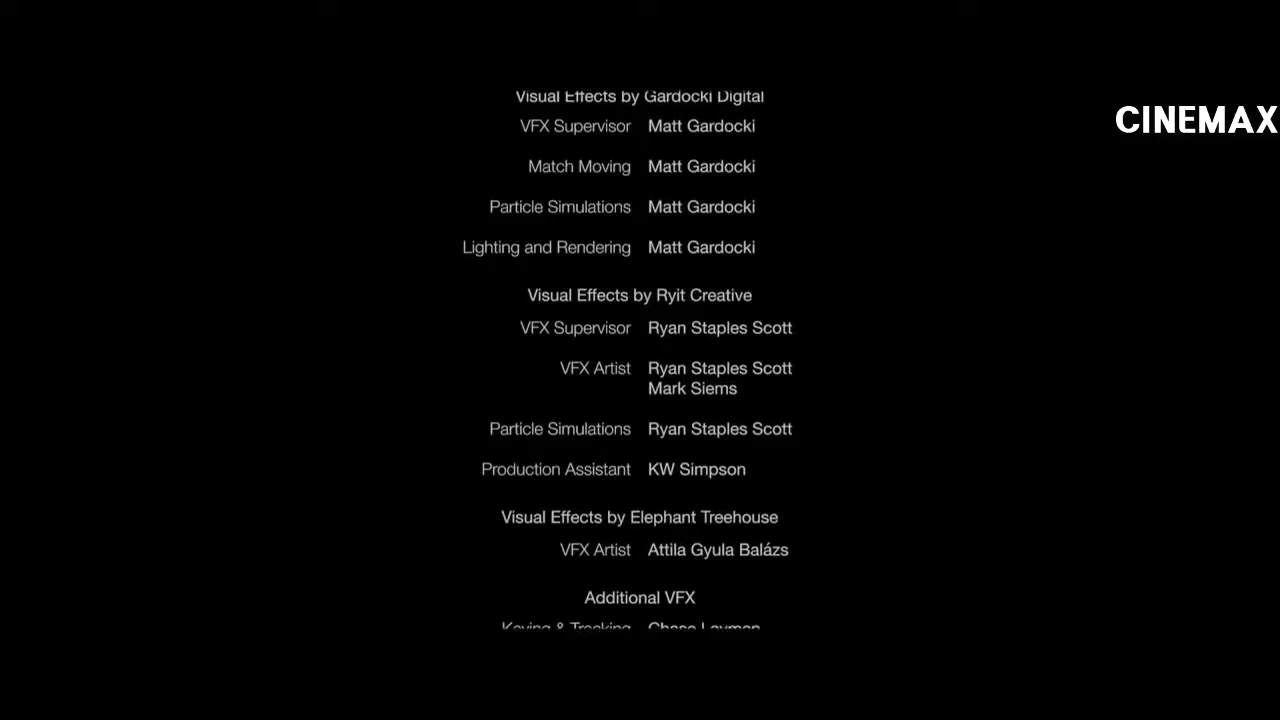 Visual Effects by Gardocki Digital
CINEMAX
VFX Supervisor Matt Gardocki
Match Moving Matt Gardocki
Particle Simulations Matt Gardocki
Lighting and Rendering Matt Gardocki
Visual Effects by Ryit Creative
VFX Supervisor Ryan Staples Scott
VFX Artist Ryan Staples Scott
Mark Siems
Particle Simulations Ryan Staples Scott
Production Assistant KW Simpson
Visual Effects by Elephant Treehouse
VFX Artist Attila Gyula Balázs
Additional VFX
Keying & Tracking Chase